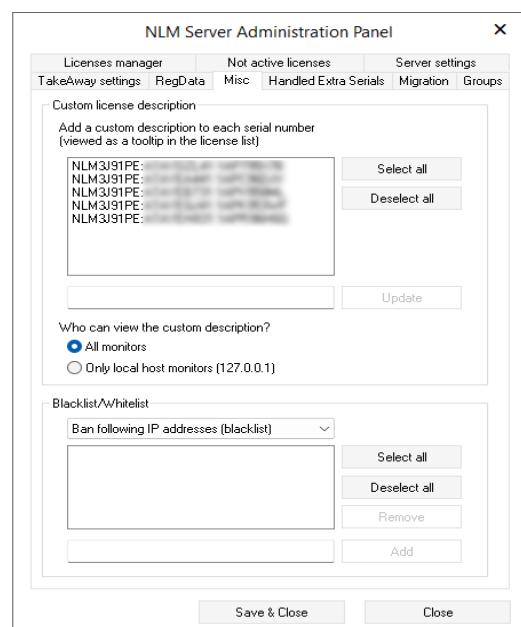 NLM Server Administration Panel
Licenses manager Not active licenses Server settings
TakeAway settings RegData Misc Handled Extra Serials Migration Groups
Custom license description
Add a custom description to each serial number
(viewed as a tooltip in the license list)
NLM3J91PE:
NLM3J91PE:
NLM3J91PE:
NLM3J91PE:
NLM3J91PE:
Select all
Deselect all
Update
Who can view the custom description?
All monitors
Only local host monitors (127.0.0.1)
Blacklist/Whitelist
Ban following IP addresses (blacklist)
Select all
Deselect all
Remove
Add
Save & Close Close